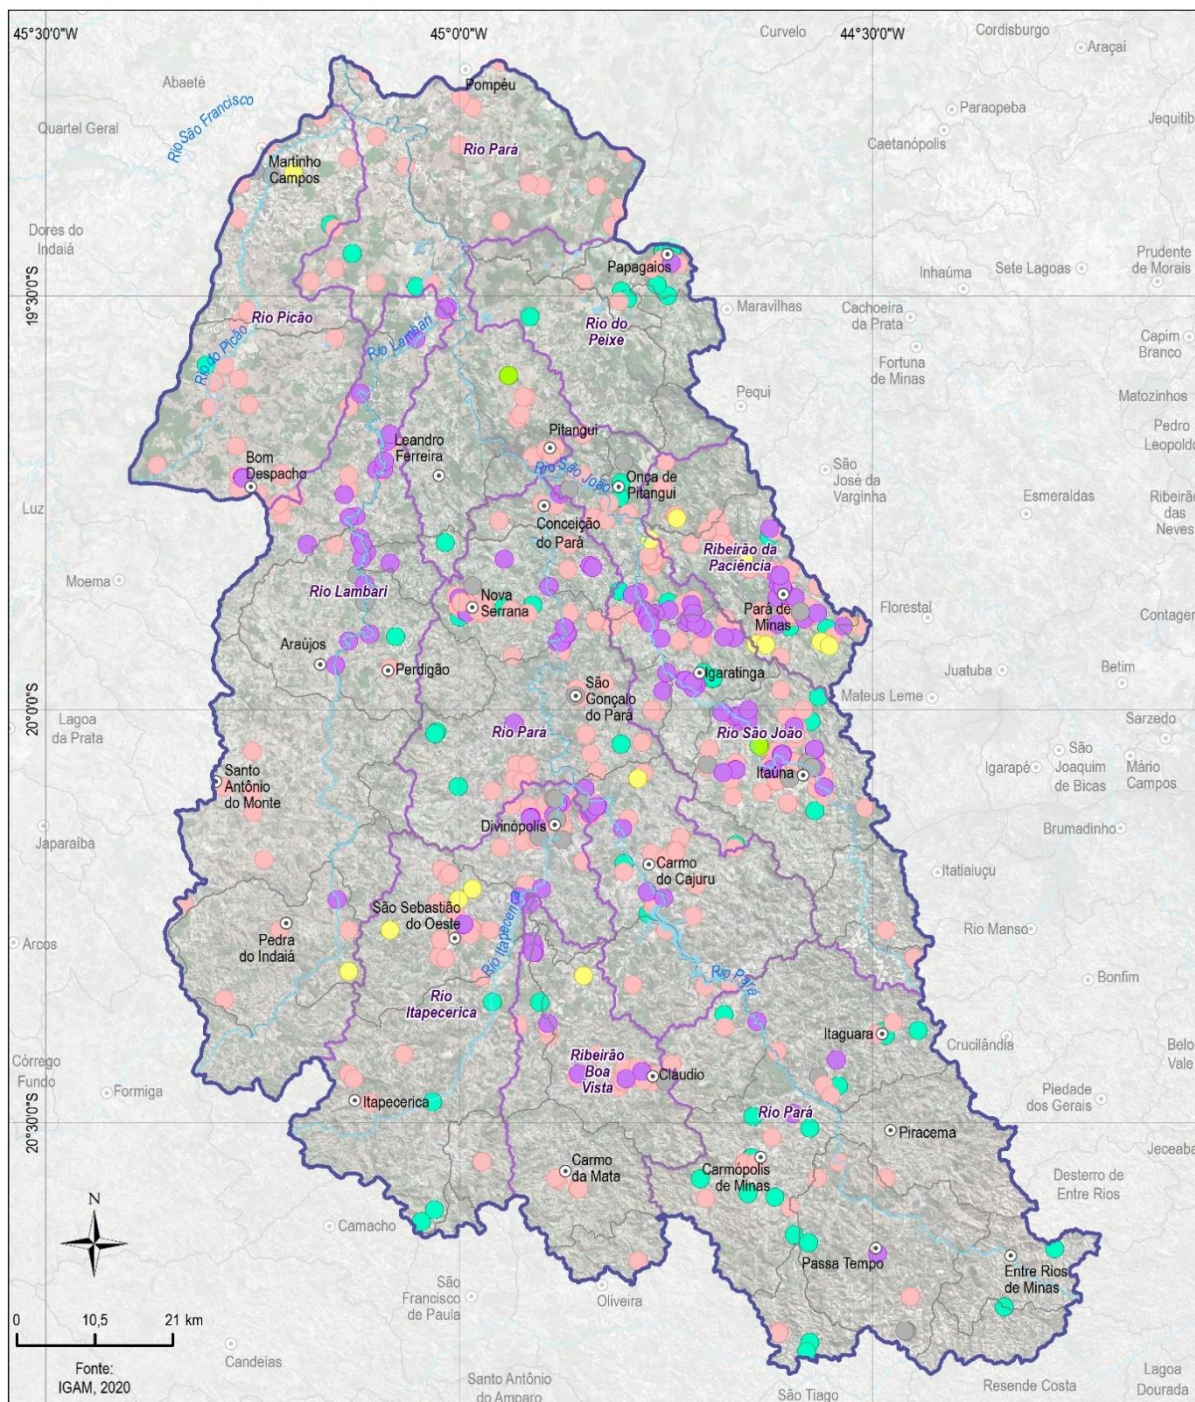 45°30'0"W
45°0'0"W
44°30'0"W
Curvelo
Cordisburgo
Araçai
Abaeté
Pompéu
Rio São Francisco
Quartel Geral
Paraopeba
Jequitib
Caetanópolis
Rio Pará
Martinho
Campos
Dores do
Indaiá
Papagaios
Inhaúma
Sete Lagoas
Prudente
de Morais
19°30'0"S
Maravilhas
Cachoeira
da Prata
Rio Picão
Rio do Picão
Rio Lambari
Rio do
Peixe
Fortuna
de Minas
Capim
Branco
Pequi
Matozinhos
Pedro
Leopoldo
Pitangui
Leandro
Ferreira
Bom
Despacho
Rio São João
Onça de
Pitangui
São
José da
Varginha
Esmeraldas
Ribeirão
das
Neves
Luz
Conceição
do Pará
Ribeirão da
Paciência
Moema
Rio Lambari
Nova
Serrana
Pará de
Minas
Florestal
Contagem
Araújos
Perdigão
Igaratinga
Juatuba
Betim
São
Gonçalo
do Pará
Mateus Leme
20°0'0"S
Lagoa
da Prata
Rio Pará
Rio São João
Sarzedo
Santo
Antônio
do Monte
Itaúna
Igarapé
São
Joaquim
de Bicas
Mário
Campos
Divinópolis
Brumadinho
Japaraíba
Carmo
do Cajuru
Itatiaiuçu
São Sebastião
do Oeste
Pedra
do Indaiá
Arcos
Rio Itapecerica
Rio Manso
Rio Pará
Bonfim
Rio
Itapecerica
Itaguara
Crucilândia
Belo
Vale
Córrego
Fundo
Ribeirão
Boa
Vista
Cláudio
Formiga
Itapecerica
Piedade
dos Gerais
20°30'0"S
Rio Pará
Piracema
Jeceaba
Carmo
da Mata
Carmópolis
de Minas
Desterro de
Entre Rios
N
Camacho
Passa Tempo
Entre Rios
de Minas
São
Francisco
de Paula
Oliveira
0 10,5 21 km
Fonte:
IGAM, 2020
Candeias
Santo Antônio
do Amparo
São Tiago
Resende Costa
Lagoa
Dourada